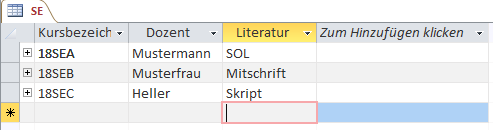 SE
Kursbezeich Dozent Literatur Zum Hinzufügen klicken
18SEA Mustermann SOL
18SEB Musterfrau Mitschrift
18SEC Heller Skript